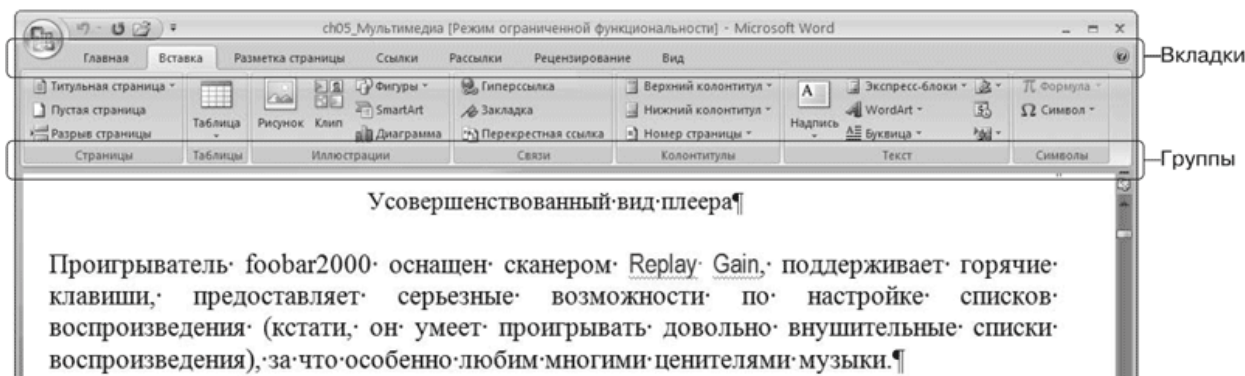 ch05_Мультимедиа [Режим ограниченной функциональности] - Microsoft Word
Главная Вставка Разметка страницы Ссылки Рассылки Рецензирование Вид
Вкладки
Титульная страница Фигуры Гиперссылка Верхний колонтитул Экспресс-блоки Формула
Пустая страница SmartArt Закладка Нижний колонтитул WordArt Символ
Таблица Рисунок Клип Надпись
Разрыв страницы Диаграмма Перекрестная ссылка Номер страницы Буквица
Страницы Таблицы Иллюстрации Связи Колонтитулы Текст Символы
Группы
Усовершенствованный·вид·плеера¶
Проигрыватель· foobar2000· оснащен· сканером· Replay· Gain,· поддерживает· горячие·
клавиши,· предоставляет· серьезные· возможности· по· настройке· списков·
воспроизведения· (кстати,· он· умеет· проигрывать· довольно· внушительные· списки·
воспроизведения),·за·что·особенно·любим·многими·ценителями·музыки.¶